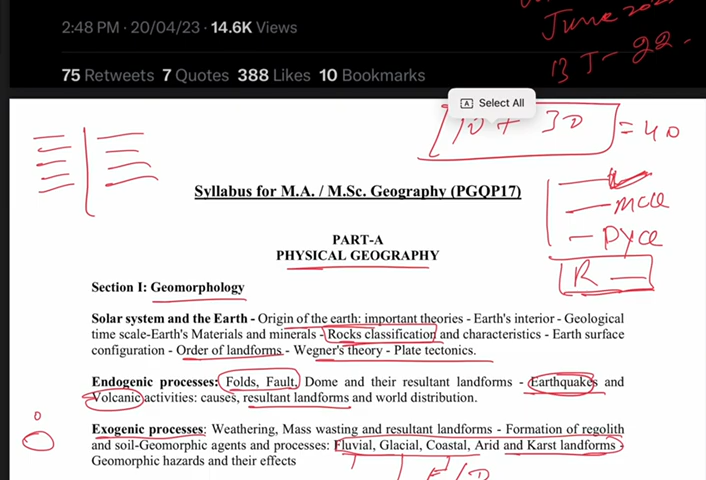 2:48 PM · 20/04/23 · 14.6K Views
June
13 J - 22 -
75 Retweets 7 Quotes 388 Likes 10 Bookmarks
Select All
10 + 30 = 40
MCQ
PYQ
R
Syllabus for M.A. / M.Sc. Geography (PGQP17)
PART-A
PHYSICAL GEOGRAPHY
Section I: Geomorphology
Solar system and the Earth - Origin of the earth: important theories - Earth's interior - Geological
time scale-Earth's Materials and minerals - Rocks classification and characteristics - Earth surface
configuration - Order of landforms - Wegner's theory - Plate tectonics.
Endogenic processes: Folds, Fault, Dome and their resultant landforms - Earthquakes and
Volcanic activities: causes, resultant landforms and world distribution.
Exogenic processes: Weathering, Mass wasting and resultant landforms - Formation of regolith
and soil-Geomorphic agents and processes: Fluvial, Glacial, Coastal, Arid and Karst landforms -
Geomorphic hazards and their effects
E/D